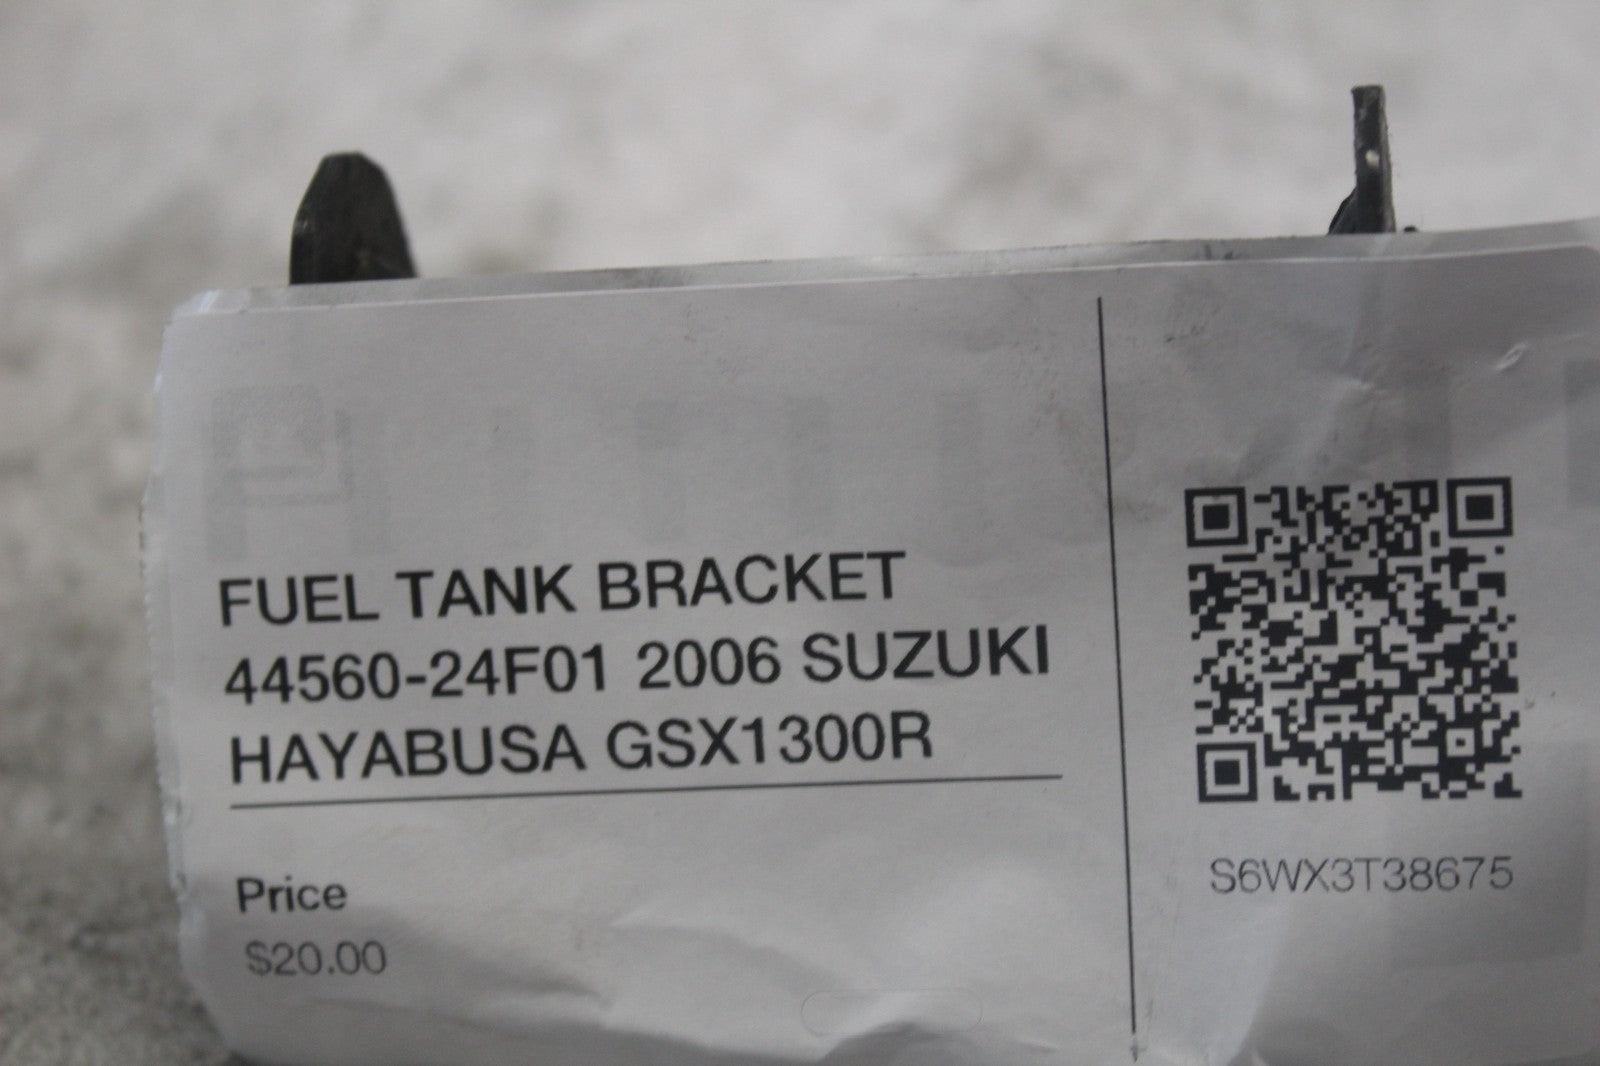 FUEL TANK BRACKET
44560-24F01 2006 SUZUKI
HAYABUSA GSX1300R
Price
$20.00
S6WX3T38675